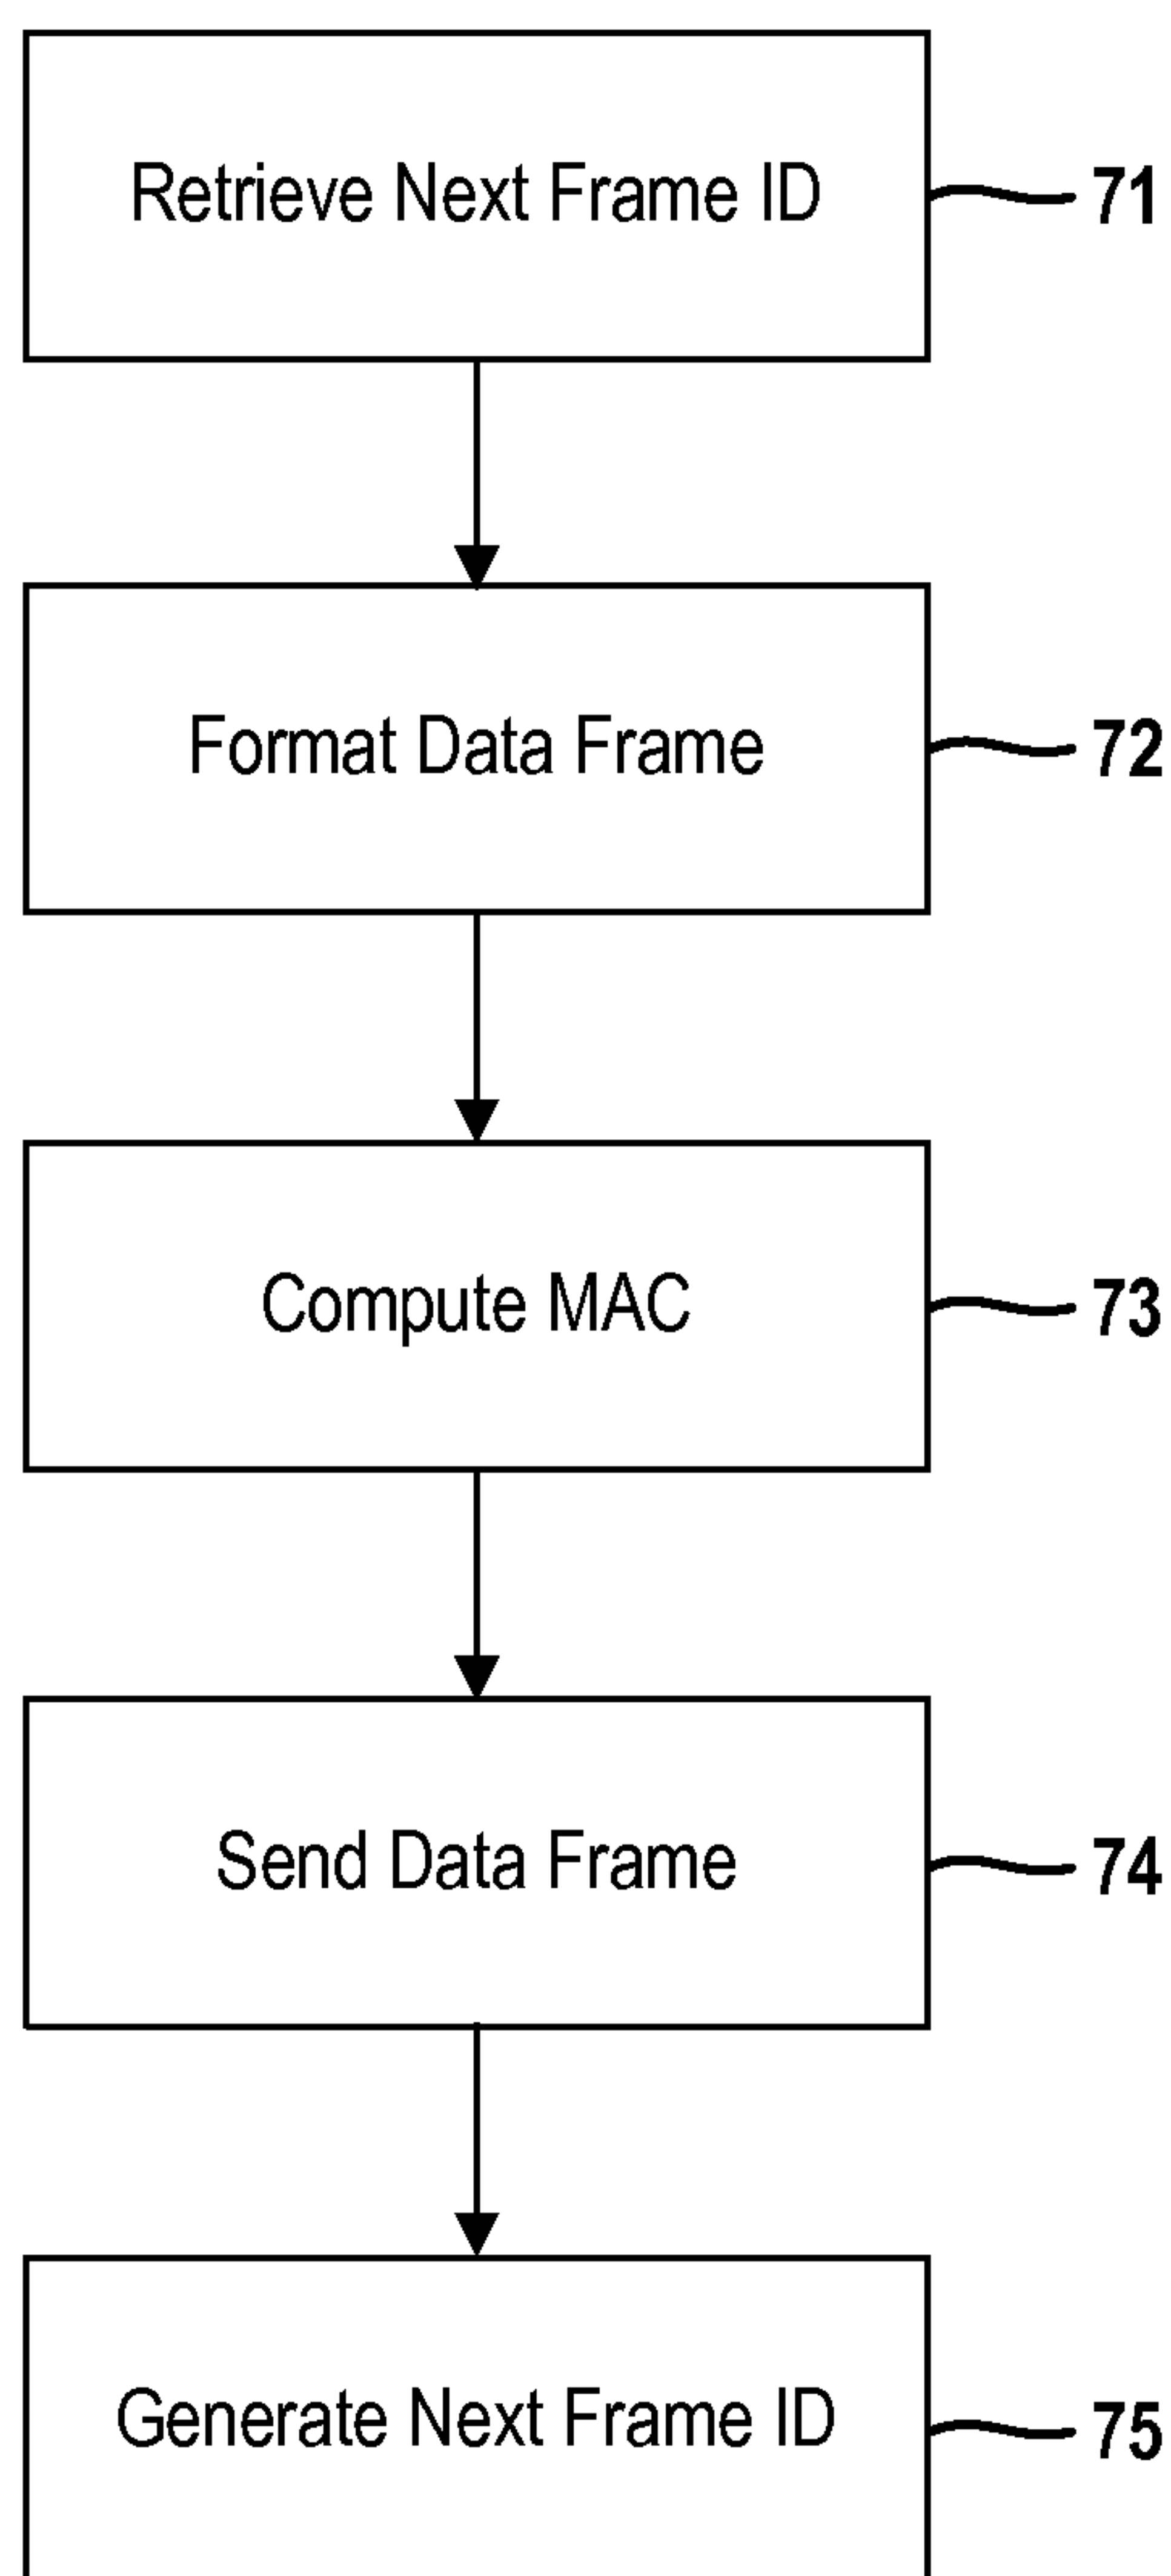 Retrieve Next Frame ID
71
Format Data Frame
72
Compute MAC
73
Send Data Frame
74
Generate Next Frame ID
75